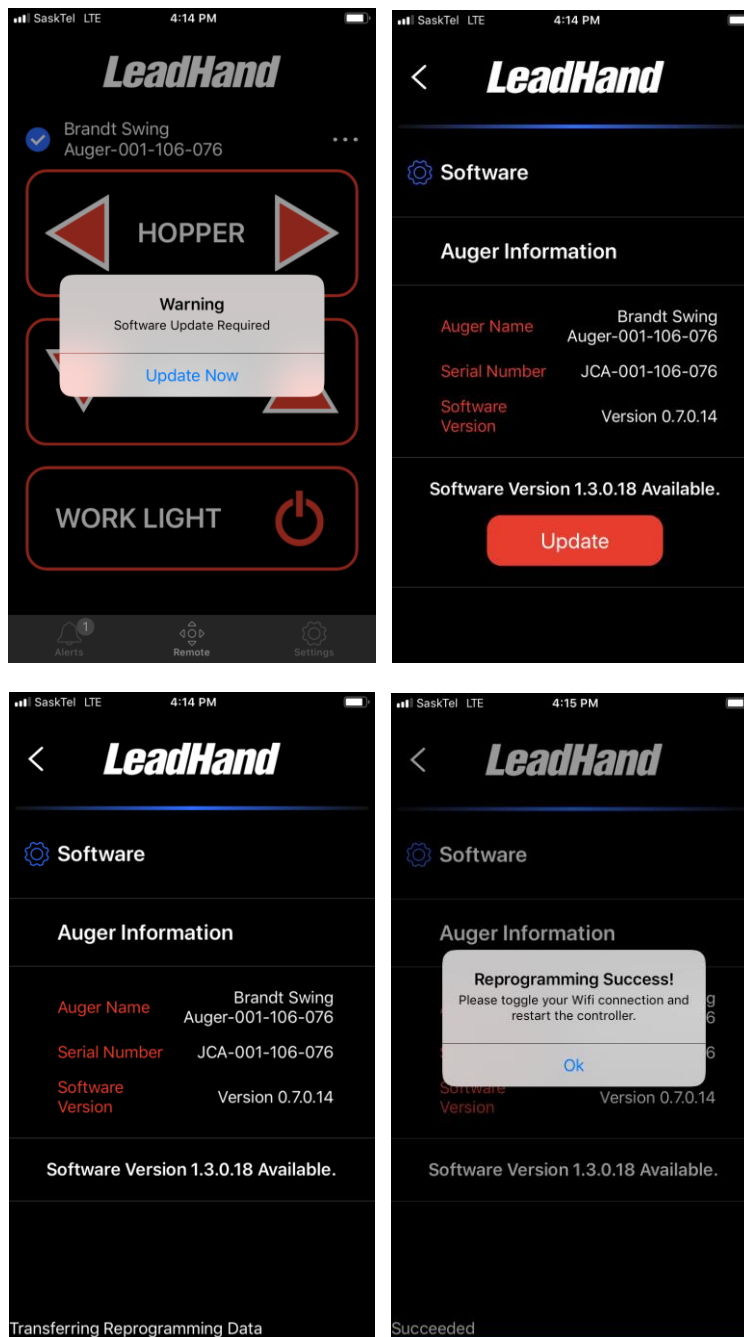 SaskTel LTE 4:14 PM
LeadHand
Brandt Swing
Auger-001-106-076
HOPPER
Warning
Software Update Required
Update Now
WORK LIGHT
1
Alerts Remote Settings
SaskTel LTE 4:14 PM
LeadHand
Software
Auger Information
Auger Name Brandt Swing
Auger-001-106-076
Serial Number JCA-001-106-076
Software
Version Version 0.7.0.14
Software Version 1.3.0.18 Available.
Update
SaskTel LTE 4:14 PM
LeadHand
Software
Auger Information
Auger Name Brandt Swing
Auger-001-106-076
Serial Number JCA-001-106-076
Software
Version Version 0.7.0.14
Software Version 1.3.0.18 Available.
Transferring Reprogramming Data
SaskTel LTE 4:15 PM
LeadHand
Software
Auger Information
Reprogramming Success!
Please toggle your Wifi connection and
restart the controller.
Ok
g
6
6
Software
Version Version 0.7.0.14
Software Version 1.3.0.18 Available.
Succeeded